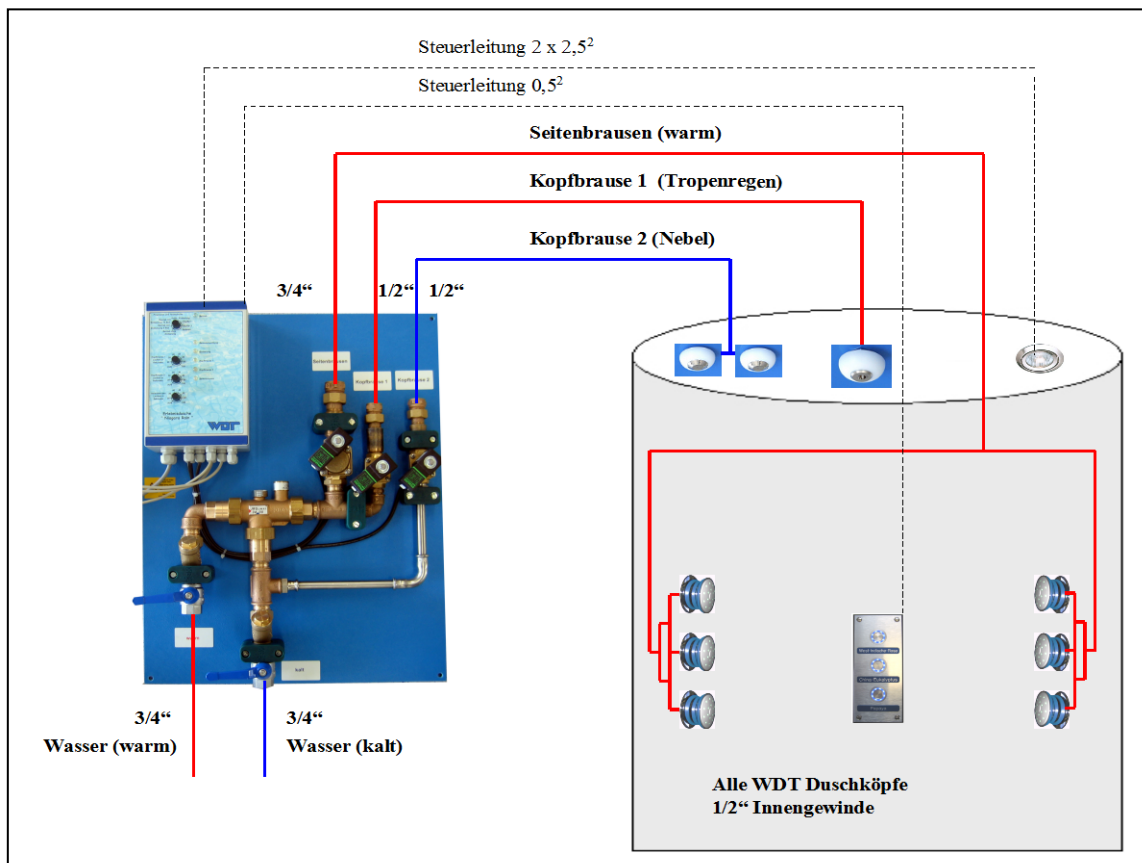 Steuerleitung 2 x 2,5²
Steuerleitung 0,5²
Seitenbrausen (warm)
Kopfbrause 1 (Tropenregen)
Kopfbrause 2 (Nebel)
3/4“
1/2“
1/2“
Seitenbrausen
Kopfbrause 1
Kopfbrause 2
WDT
warm
kalt
3/4“
Wasser (warm)
3/4“
Wasser (kalt)
Alle WDT Duschköpfe
1/2“ Innengewinde